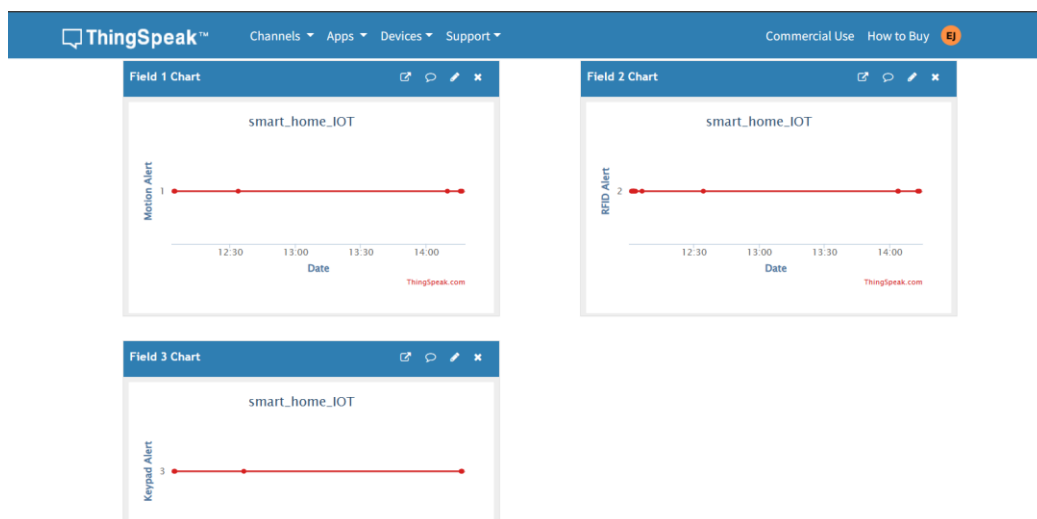 ThingSpeak™ Channels Apps Devices Support Commercial Use How to Buy EJ
Field 1 Chart
smart_home_IOT
Motion Alert
1
12:30 13:00 13:30 14:00
Date
ThingSpeak.com
Field 2 Chart
smart_home_IOT
RFID Alert
2
12:30 13:00 13:30 14:00
Date
ThingSpeak.com
Field 3 Chart
smart_home_IOT
Keypad Alert
3